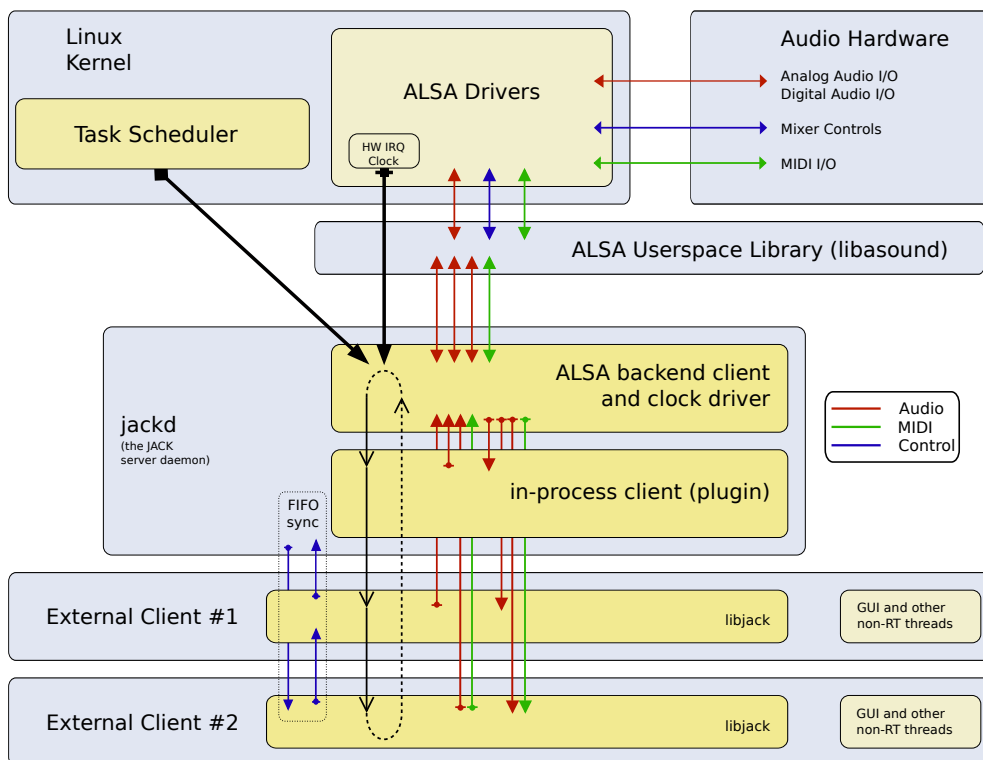 Linux
Kernel
Task Scheduler
ALSA Drivers
HW IRQ
Clock
Audio Hardware
Analog Audio I/O
Digital Audio I/O
Mixer Controls
MIDI I/O
ALSA Userspace Library (libasound)
jackd
(the JACK
server daemon)
ALSA backend client
and clock driver
in-process client (plugin)
FIFO
sync
Audio
MIDI
Control
External Client #1
libjack
GUI and other
non-RT threads
External Client #2
libjack
GUI and other
non-RT threads